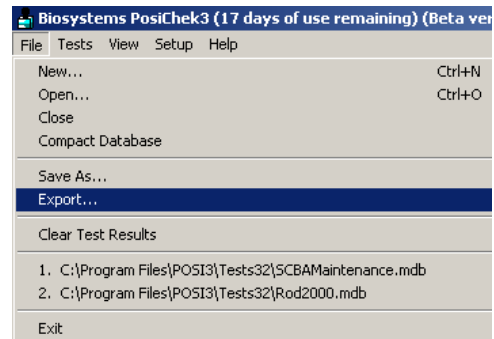 Biosystems PosiChek3 (17 days of use remaining) (Beta ver
File Tests View Setup Help
New... Ctrl+N
Open... Ctrl+O
Close
Compact Database
Save As...
Export...
Clear Test Results
1. C:\Program Files\POSI3\Tests32\SCBAMaintenance.mdb
2. C:\Program Files\POSI3\Tests32\Rod2000.mdb
Exit